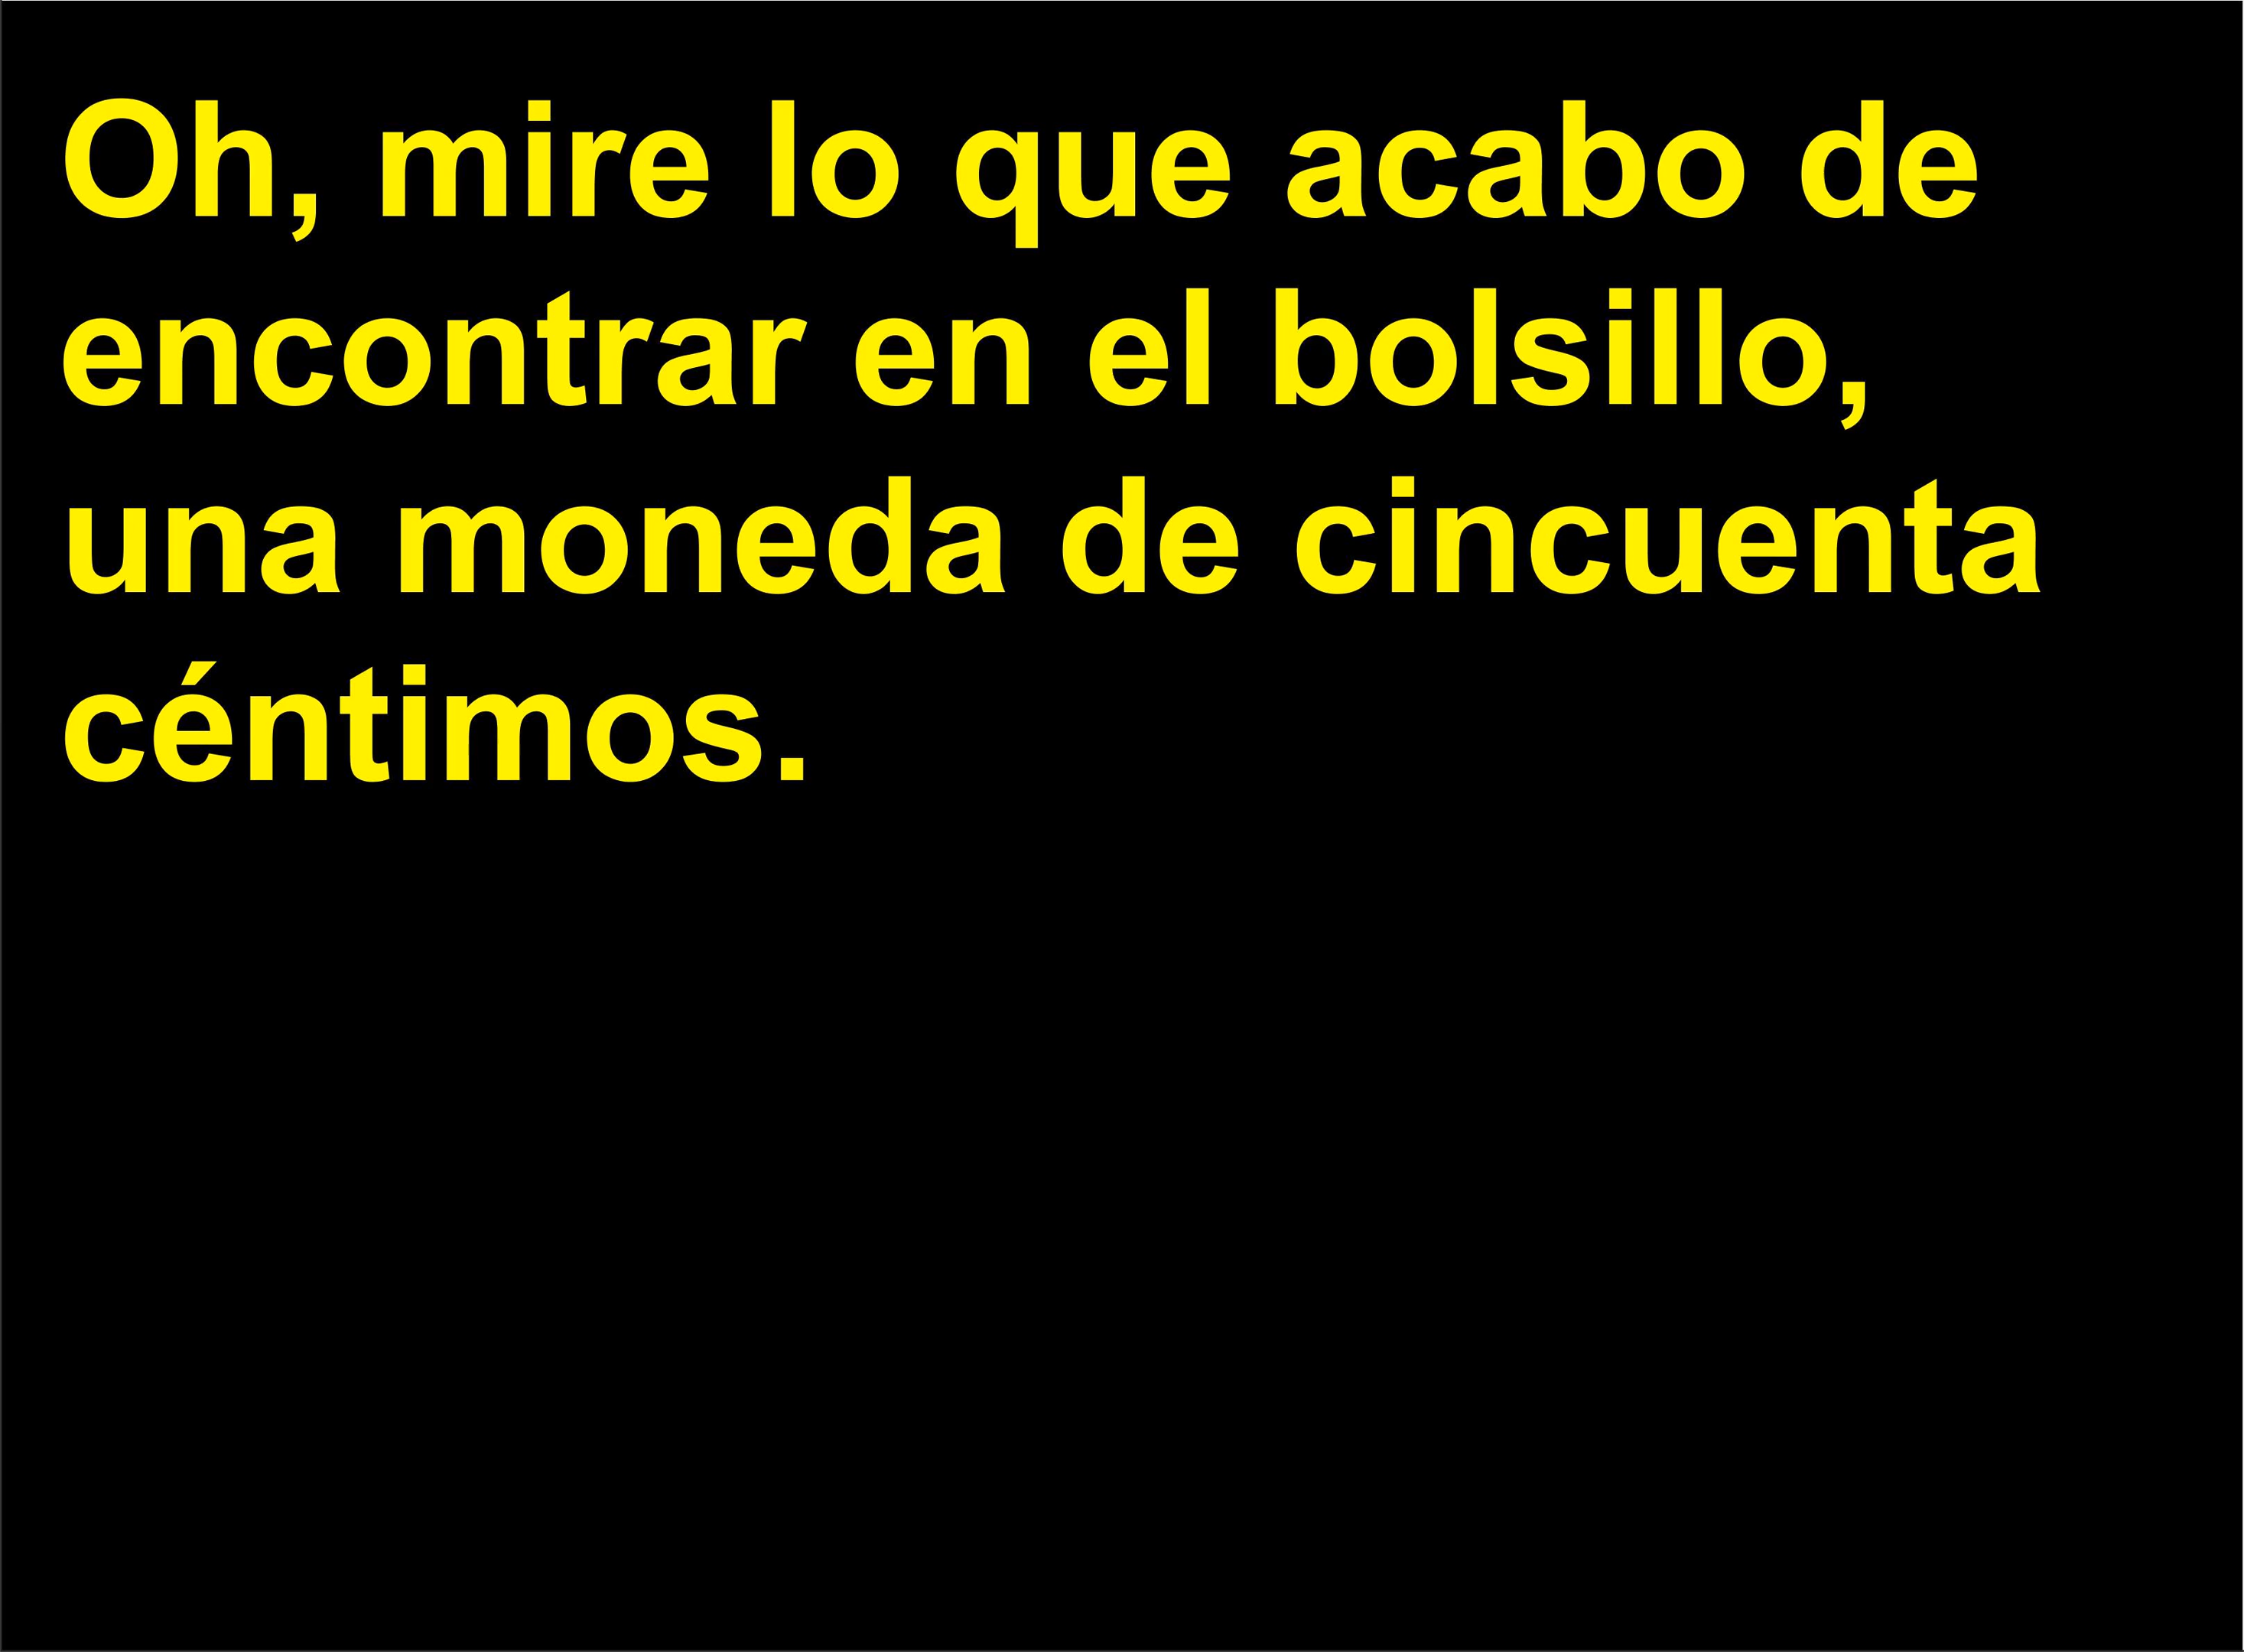 Oh, mire lo que acabo de
encontrar en el bolsillo,
una moneda de cincuenta
céntimos.